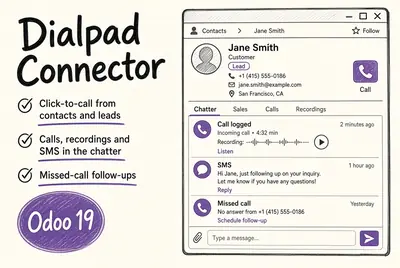 Dialpad
Connector
Click-to-call from
contacts and leads
Calls, recordings and
SMS in the chatter
Missed-call follow-ups
Odoo 19
Contacts > Jane Smith
Follow
Jane Smith
Customer
Lead
+1 (415) 555-0186
jane.smith@example.com
San Francisco, CA
Call
Chatter Sales Calls Recordings
Call logged 2 minutes ago
Incoming call • 4:32 min
Recording:
Listen
SMS 1 hour ago
Hi Jane, just following up on your inquiry.
Let me know if you have any questions!
Reply
Missed call Yesterday
No answer from +1 (415) 555-0186
Schedule follow-up
Type a message...